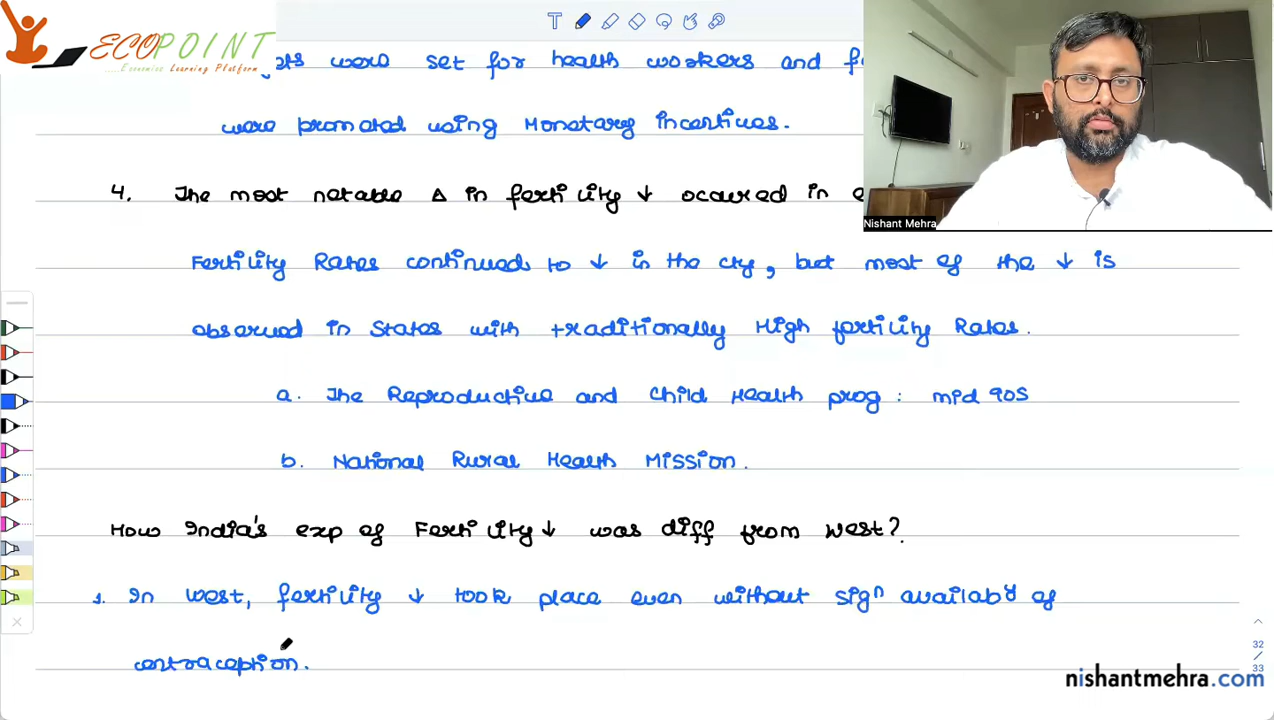 ECOPOINT
Economics Learning Platform
were set for health workers and
were promoted using Monetary Incentives.
4. The most notable Δ in fertility ↓ occured in
Fertility Rates continued to ↓ in the cty, but most of the ↓ is
observed in States with traditionally High fertility Rates.
a. The Reproductive and Child Health prog : mid 90s
b. National Rural Health Mission.
How India's exp of Fertility ↓ was diff from West?
1. In west, fertility ↓ took place even without signⁿ availabᵈ of
contraception.
Nishant Mehra
32
/
33
nishantmehra.com